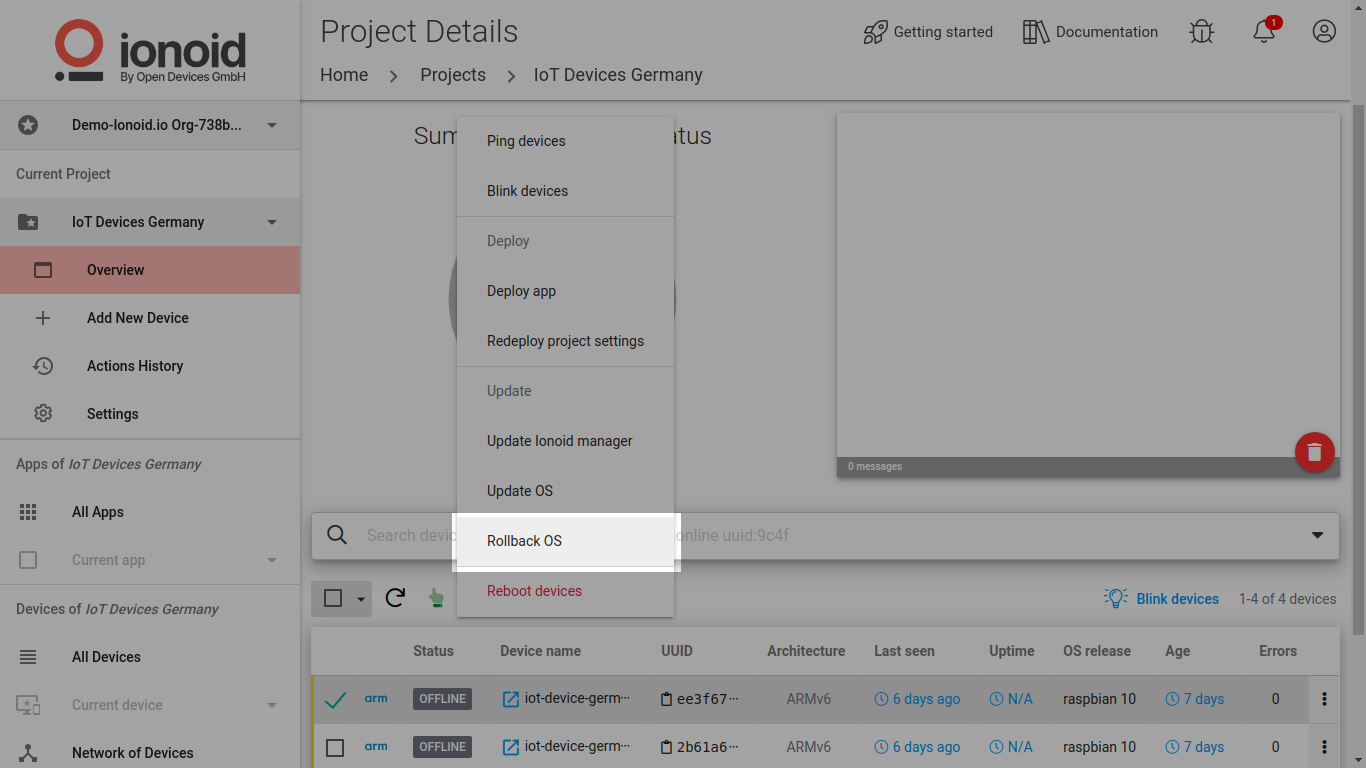 ionoid
By Open Devices GmbH
Demo-Ionoid.io Org-738b...
Current Project
IoT Devices Germany
Overview
Add New Device
Actions History
Settings
Apps of IoT Devices Germany
All Apps
Current app
Devices of IoT Devices Germany
All Devices
Current device
Network of Devices
Project Details
Getting started
Documentation
1
Home
Projects
IoT Devices Germany
Ping devices
Blink devices
Deploy
Deploy app
Redeploy project settings
Update
Update Ionoid manager
Update OS
Rollback OS
Reboot devices
0 messages
Search online uuid:9c4f
Blink devices 1-4 of 4 devices
Status Device name UUID Architecture Last seen Uptime OS release Age Errors
arm OFFLINE iot-device-germ··· ee3f67··· ARMv6 6 days ago N/A raspbian 10 7 days 0
arm OFFLINE iot-device-germ··· 2b61a6··· ARMv6 6 days ago N/A raspbian 10 7 days 0